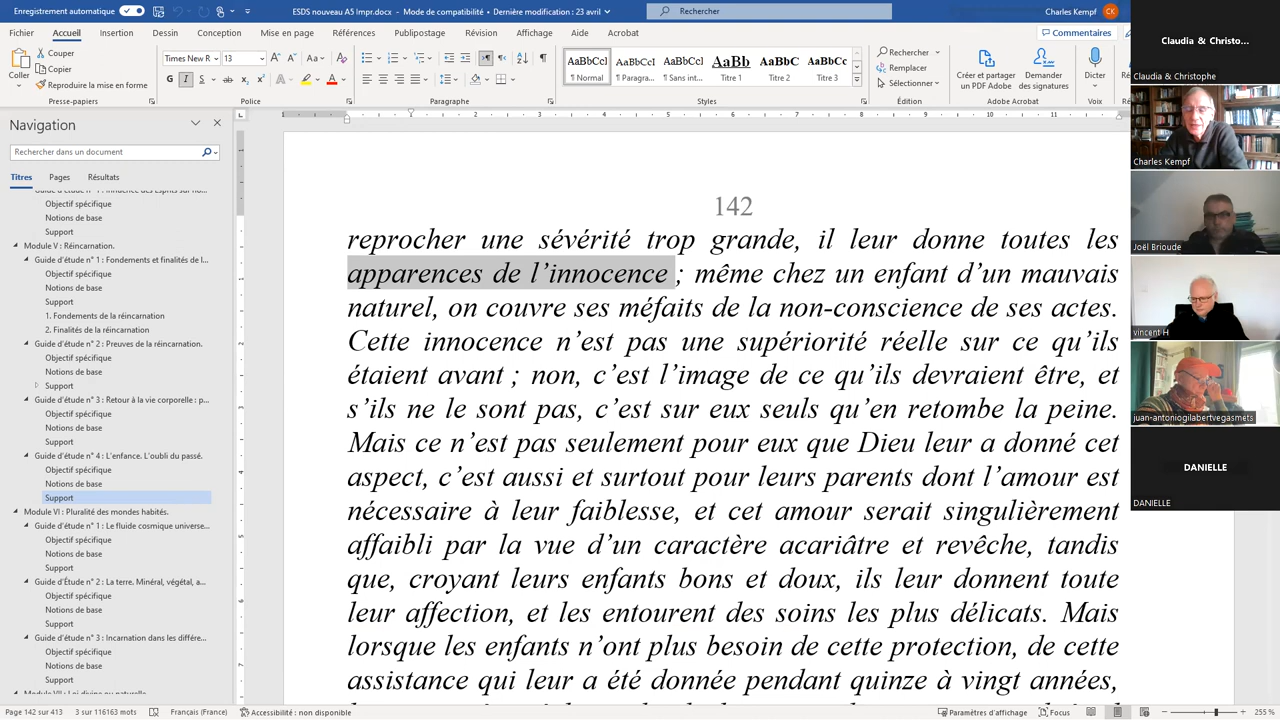 Enregistrement automatique
ESDS nouveau A5 Impr.docx - Mode de compatibilité • Dernière modification : 23 avril
Rechercher
Charles Kempf
CK
Fichier
Accueil
Insertion
Dessin
Conception
Mise en page
Références
Publipostage
Révision
Affichage
Aide
Acrobat
Commentaires
Coller
Couper
Copier
Reproduire la mise en forme
Presse-papiers
Times New R
13
Police
Paragraphe
AaBbCcI
¶ Normal
AaBbCcI
¶ Paragra...
AaBbCcI
¶ Sans int...
AaBb
Titre 1
AaBbC
Titre 2
AaBbCc
Titre 3
Styles
Rechercher
Remplacer
Sélectionner
Édition
Créer et partager
un PDF Adobe
Demander
des signatures
Adobe Acrobat
Dicter
Voix
Navigation
Rechercher dans un document
Titres
Pages
Résultats
Objectif spécifique
Notions de base
Support
Module V : Réincarnation.
Guide d'étude n° 1 : Fondements et finalités de l...
Objectif spécifique
Notions de base
Support
1. Fondements de la réincarnation
2. Finalités de la réincarnation
Guide d'étude n° 2 : Preuves de la réincarnation.
Objectif spécifique
Notions de base
Support
Guide d'étude n° 3 : Retour à la vie corporelle : p...
Objectif spécifique
Notions de base
Support
Guide d'étude n° 4 : L'enfance. L'oubli du passé.
Objectif spécifique
Notions de base
Support
Module VI : Pluralité des mondes habités.
Guide d'étude n° 1 : Le fluide cosmique universe...
Objectif spécifique
Notions de base
Support
Guide d'Étude n° 2 : La terre. Minéral, végétal, a...
Objectif spécifique
Notions de base
Support
Guide d'étude n° 3 : Incarnation dans les différe...
Objectif spécifique
Notions de base
Support
142
reprocher une sévérité trop grande, il leur donne toutes les
apparences de l’innocence ; même chez un enfant d’un mauvais
naturel, on couvre ses méfaits de la non-conscience de ses actes.
Cette innocence n’est pas une supériorité réelle sur ce qu’ils
étaient avant ; non, c’est l’image de ce qu’ils devraient être, et
s’ils ne le sont pas, c’est sur eux seuls qu’en retombe la peine.
Mais ce n’est pas seulement pour eux que Dieu leur a donné cet
aspect, c’est aussi et surtout pour leurs parents dont l’amour est
nécessaire à leur faiblesse, et cet amour serait singulièrement
affaibli par la vue d’un caractère acariâtre et revêche, tandis
que, croyant leurs enfants bons et doux, ils leur donnent toute
leur affection, et les entourent des soins les plus délicats. Mais
lorsque les enfants n’ont plus besoin de cette protection, de cette
assistance qui leur a été donnée pendant quinze à vingt années,
Claudia & Christo...
Claudia & Christophe
Charles Kempf
Joël Brioude
vincent H
juan-antoniogilabertvegasmets
DANIELLE
DANIELLE
Page 142 sur 413
3 sur 116163 mots
Français (France)
Accessibilité : non disponible
Paramètres d'affichage
Focus
255 %